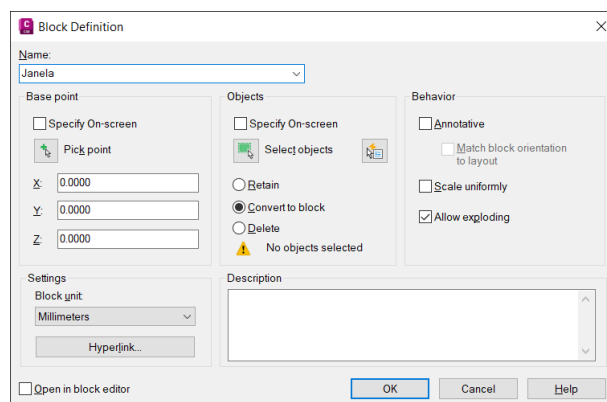 Block Definition
Name:
Janela
Base point
Specify On-screen
Pick point
X: 0.0000
Y: 0.0000
Z: 0.0000
Objects
Specify On-screen
Select objects
Retain
Convert to block
Delete
No objects selected
Behavior
Annotative
Match block orientation
to layout
Scale uniformly
Allow exploding
Settings
Block unit:
Millimeters
Hyperlink...
Description
Open in block editor
OK
Cancel
Help